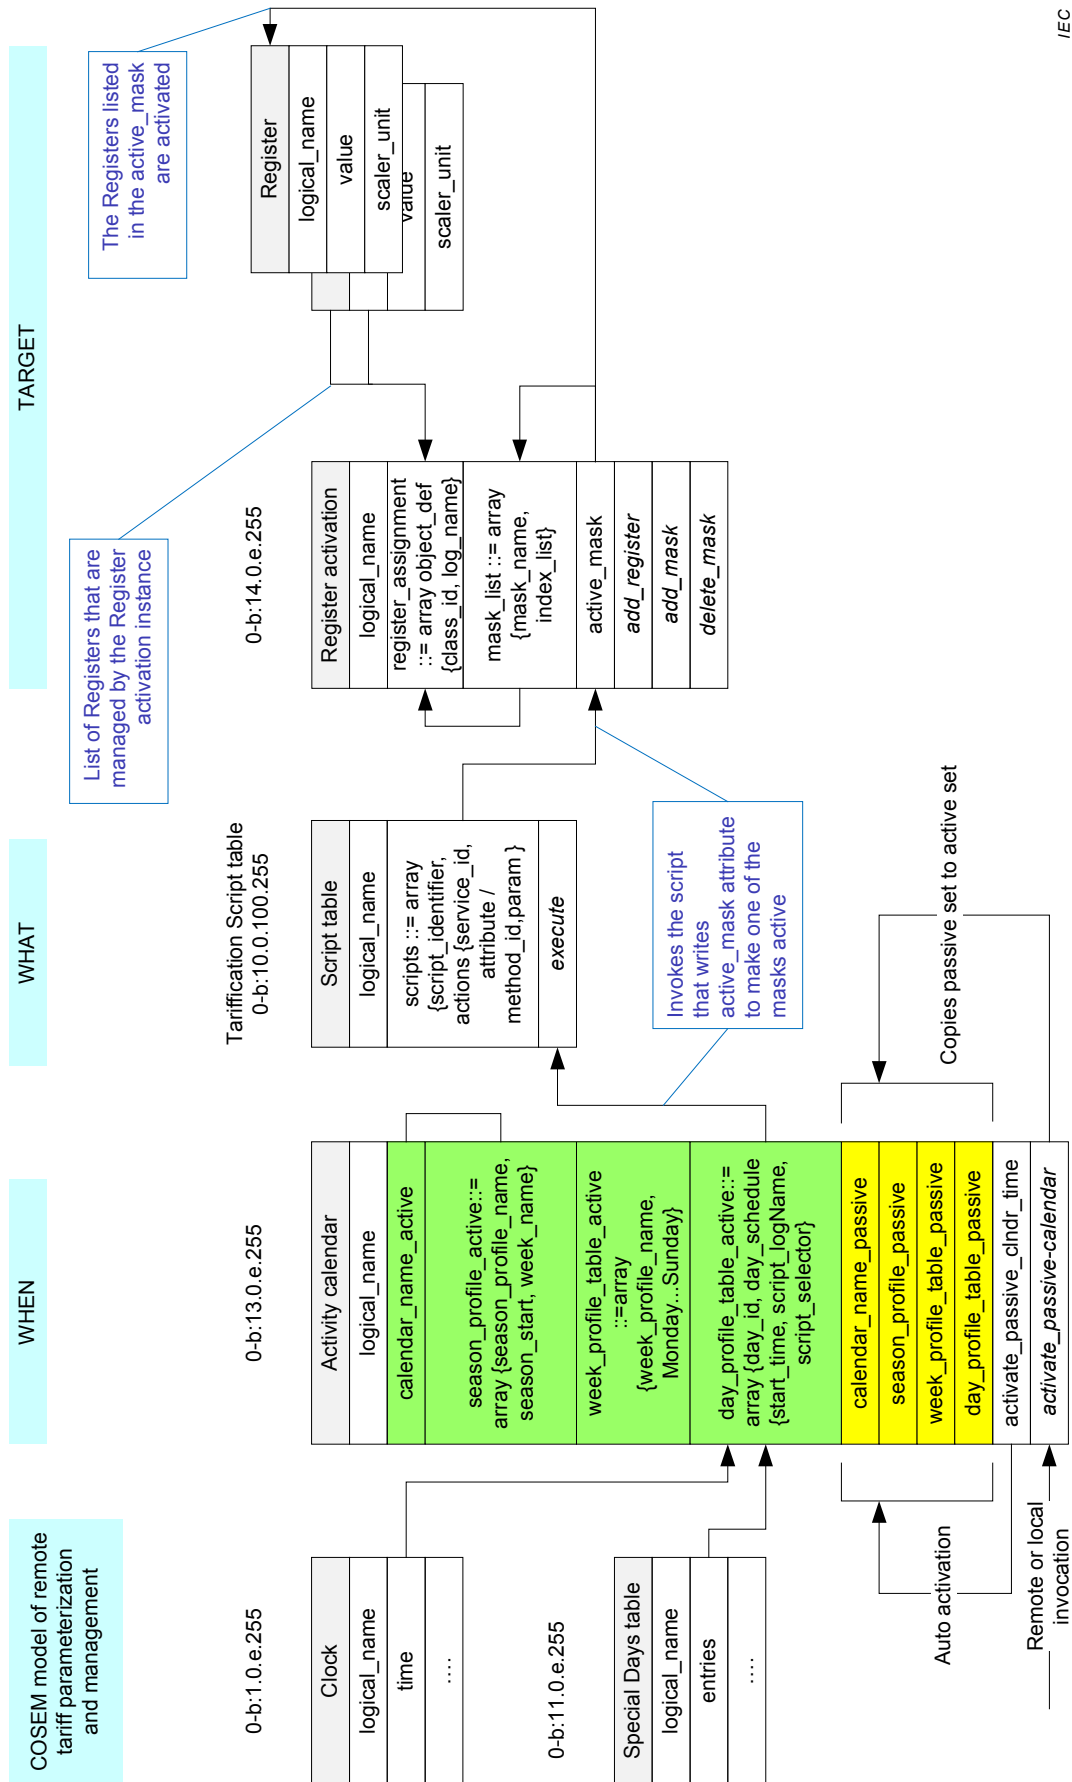 COSEM model of remote
tariff parameterization
and management
WHEN
WHAT
TARGET
0-b:1.0.e.255
Clock
logical_name
time
....
0-b:11.0.e.255
Special Days table
logical_name
entries
....
0-b:13.0.e.255
Activity calendar
logical_name
calendar_name_active
season_profile_active::=
array {season_profile_name,
season_start, week_name}
week_profile_table_active
::=array
{week_profile_name,
Monday...Sunday}
day_profile_table_active::=
array {day_id, day_schedule
{start_time, script_logName,
script_selector}
calendar_name_passive
season_profile_passive
week_profile_table_passive
day_profile_table_passive
activate_passive_clndr_time
activate_passive-calendar
Auto activation
Remote or local
invocation
Copies passive set to active set
Tariffication Script table
0-b:10.0.100.255
Script table
logical_name
scripts ::= array
{script_identifier,
actions {service_id,
attribute /
method_id,param }
execute
Invokes the script
that writes
active_mask attribute
to make one of the
masks active
List of Registers that are
managed by the Register
activation instance
0-b:14.0.e.255
Register activation
logical_name
register_assignment
::= array object_def
{class_id, log_name}
mask_list ::= array
{mask_name,
index_list}
active_mask
add_register
add_mask
delete_mask
The Registers listed
in the active_mask
are activated
Register
logical_name
value
scaler_unit
value
scaler_unit
IEC